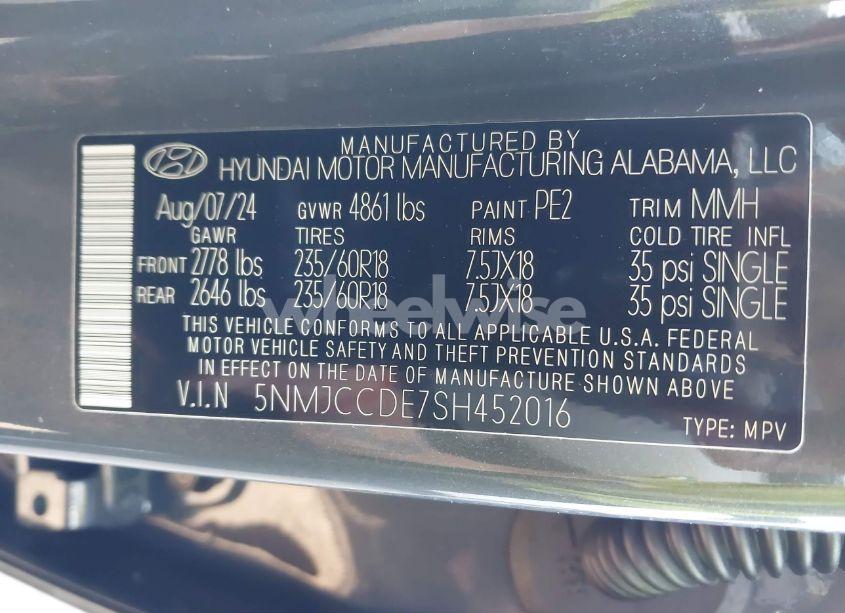 MANUFACTURED BY
HYUNDAI MOTOR MANUFACTURING ALABAMA, LLC
Aug/07/24 GVWR 4861 lbs PAINT PE2 TRIM MMH
GAWR TIRES RIMS COLD TIRE INFL
FRONT 2778 lbs 235/60R18 7.5JX18 35 psi SINGLE
REAR 2646 lbs 235/60R18 7.5JX18 35 psi SINGLE
wheelwise
THIS VEHICLE CONFORMS TO ALL APPLICABLE U.S.A. FEDERAL
MOTOR VEHICLE SAFETY AND THEFT PREVENTION STANDARDS
IN EFFECT ON THE DATE OF MANUFACTURE SHOWN ABOVE
V.I.N 5NMJCCDE7SH452016
TYPE: MPV